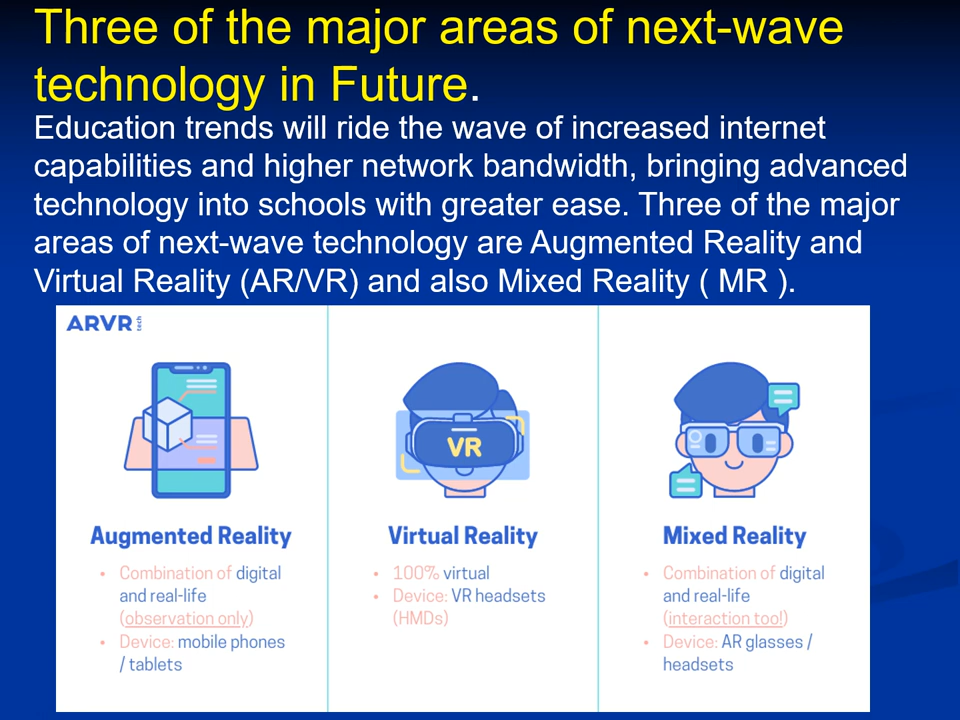 Three of the major areas of next-wave
technology in Future.
Education trends will ride the wave of increased internet
capabilities and higher network bandwidth, bringing advanced
technology into schools with greater ease. Three of the major
areas of next-wave technology are Augmented Reality and
Virtual Reality (AR/VR) and also Mixed Reality ( MR ).
ARVR tech
VR
Augmented Reality
• Combination of digital
and real-life
(observation only)
• Device: mobile phones
/ tablets
Virtual Reality
• 100% virtual
• Device: VR headsets
(HMDs)
Mixed Reality
• Combination of digital
and real-life
(interaction too!)
• Device: AR glasses /
headsets